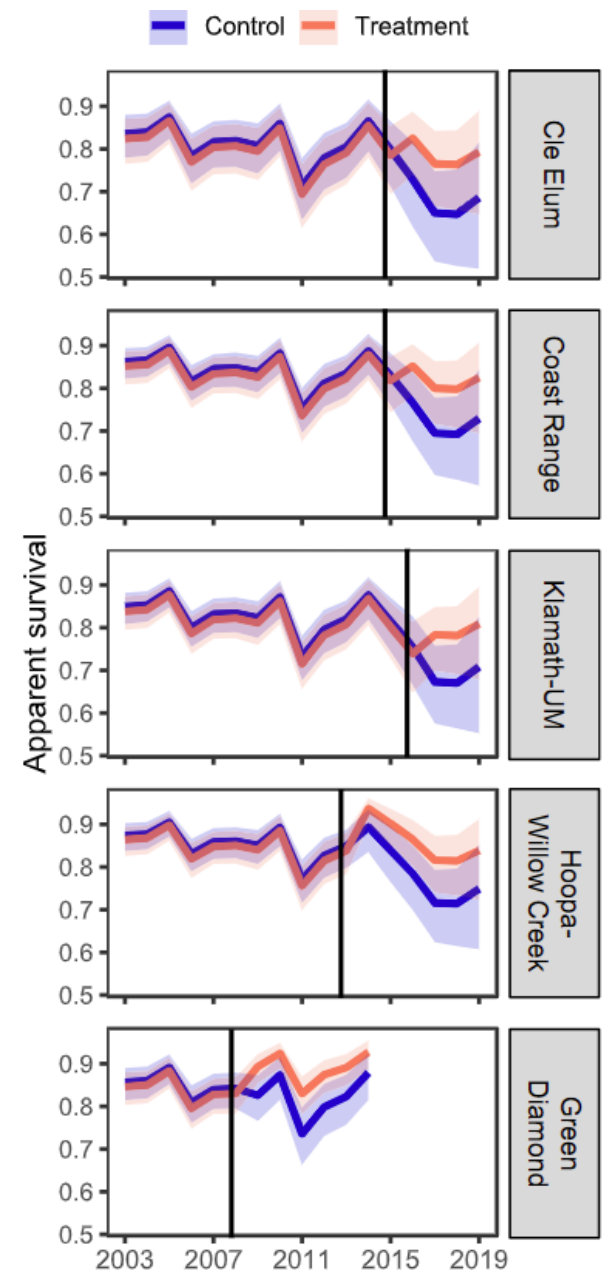 Control Treatment
0.9
0.8
0.7
0.6
0.5
Cle Elum
0.9
0.8
0.7
0.6
0.5
Coast Range
Apparent survival
0.9
0.8
0.7
0.6
0.5
Klamath-UM
0.9
0.8
0.7
0.6
0.5
Hoopa-
Willow Creek
0.9
0.8
0.7
0.6
0.5
Green
Diamond
2003 2007 2011 2015 2019